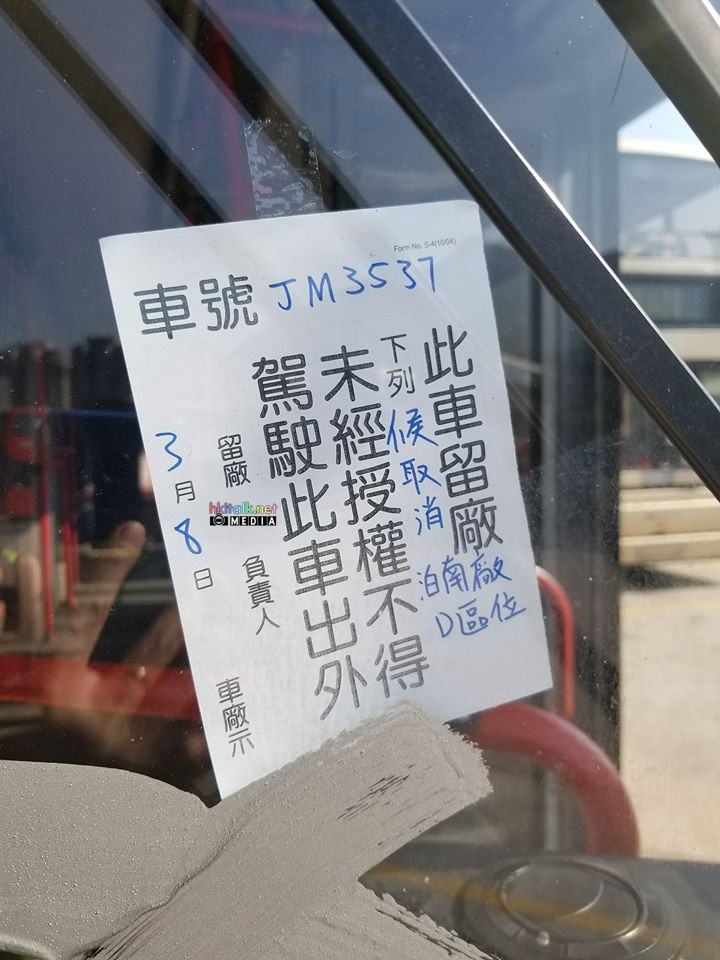 Form No. S-4(10/04)
車號 JM3537
此車留廠
泊南廠
D區位
下列 候取消
未經授權不得
駕駛此車出外
留廠 負責人 車廠示
3月8日
hkitalk.net
MEDIA